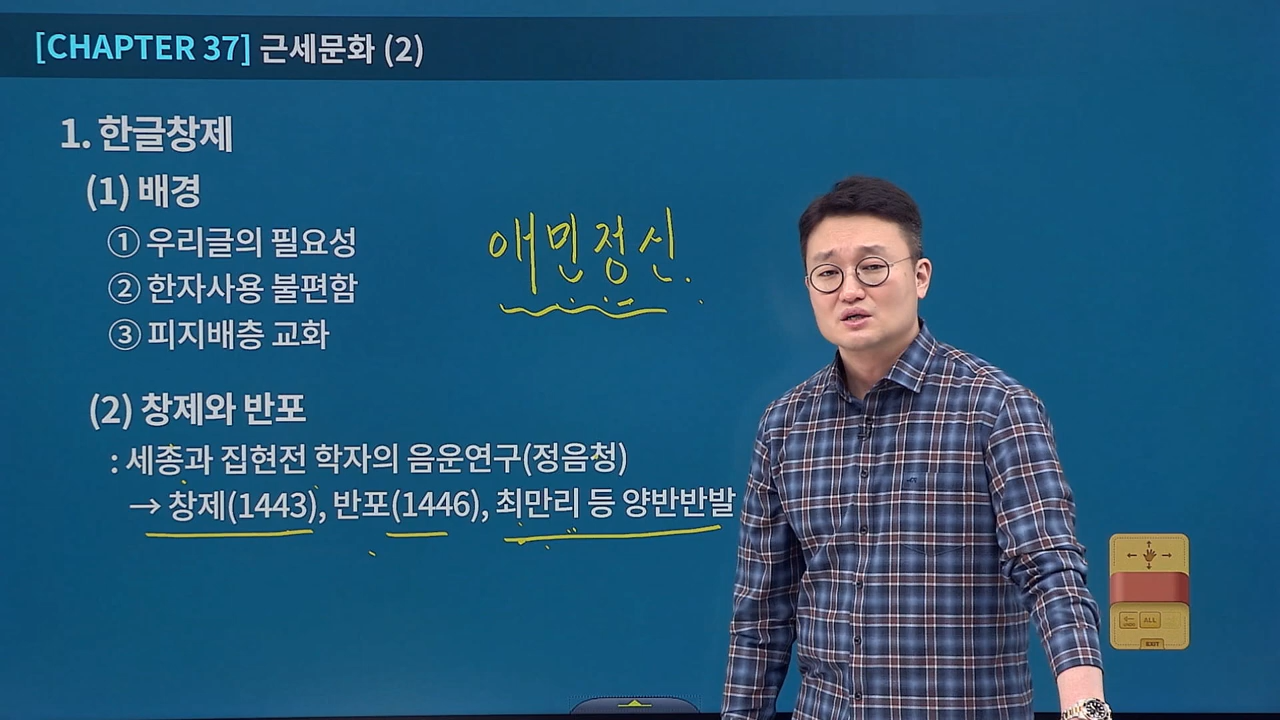 [CHAPTER 37] 근세문화 (2)
1. 한글창제
(1) 배경
① 우리글의 필요성
② 한자사용 불편함
③ 피지배층 교화
애민정신.
(2) 창제와 반포
: 세종과 집현전 학자의 음운연구(정음청)
→ 창제(1443), 반포(1446), 최만리 등 양반반발
ALL
EXIT